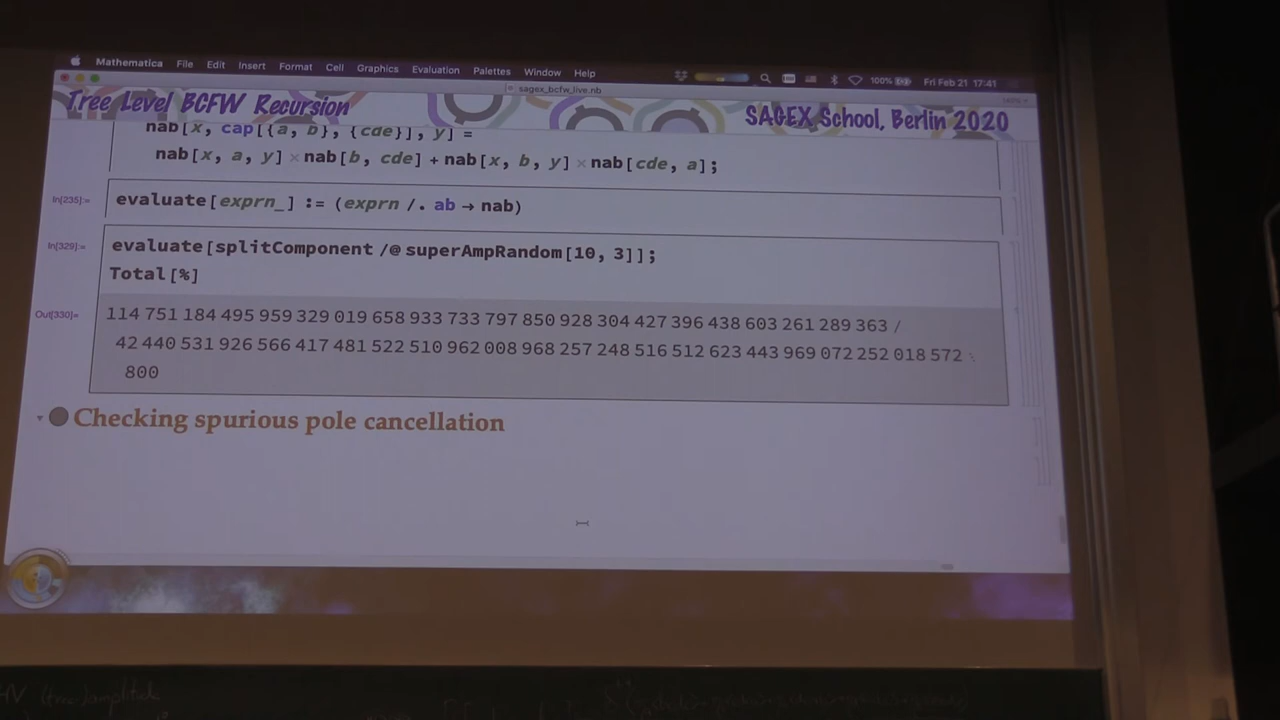 Mathematica File Edit Insert Format Cell Graphics Evaluation Palettes Window Help 100% Fri Feb 21 17:41
sagex_bcfw_live.nb
Tree Level BCFW Recursion
SAGEX School, Berlin 2020
nab[x, cap[{a, b}, {cde}], y] =
nab[x, a, y] × nab[b, cde] + nab[x, b, y] × nab[cde, a];
In[235]:= evaluate[exprn_] := (exprn /. ab → nab)
In[329]:= evaluate[splitComponent /@ superAmpRandom[10, 3]];
Total[%]
Out[330]= 114 751 184 495 959 329 019 658 933 733 797 850 928 304 427 396 438 603 261 289 363 /
42 440 531 926 566 417 481 522 510 962 008 968 257 248 516 512 623 443 969 072 252 018 572
800
Checking spurious pole cancellation
(tree) amplitude